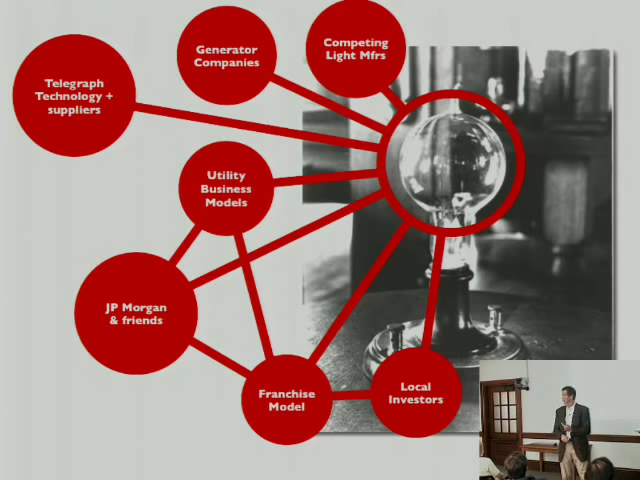 Generator
Companies
Competing
Light Mfrs
Telegraph
Technology +
suppliers
Utility
Business
Models
JP Morgan
& friends
Franchise
Model
Local
Investors